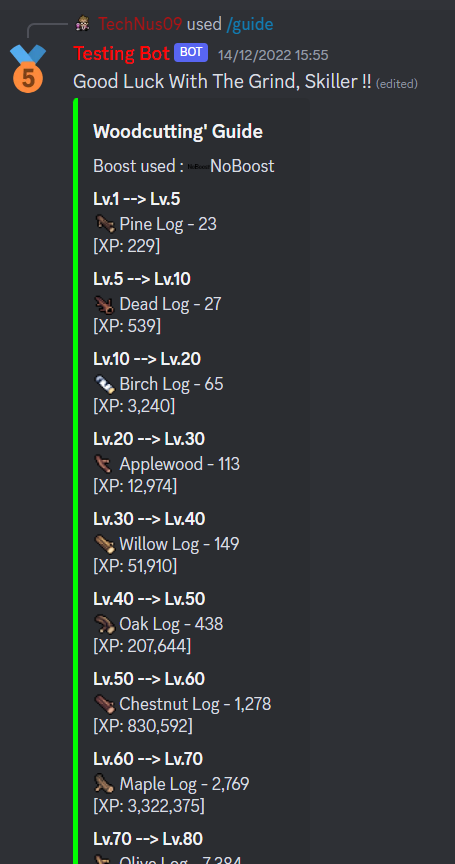 TechNus09 used /guide
Testing Bot BOT 14/12/2022 15:55
5
Good Luck With The Grind, Skiller !! (edited)
Woodcutting' Guide
Boost used : NoBoost NoBoost
Lv.1 --> Lv.5
Pine Log - 23
[XP: 229]
Lv.5 --> Lv.10
Dead Log - 27
[XP: 539]
Lv.10 --> Lv.20
Birch Log - 65
[XP: 3,240]
Lv.20 --> Lv.30
Applewood - 113
[XP: 12,974]
Lv.30 --> Lv.40
Willow Log - 149
[XP: 51,910]
Lv.40 --> Lv.50
Oak Log - 438
[XP: 207,644]
Lv.50 --> Lv.60
Chestnut Log - 1,278
[XP: 830,592]
Lv.60 --> Lv.70
Maple Log - 2,769
[XP: 3,322,375]
Lv.70 --> Lv.80
Olive Log - 7,384